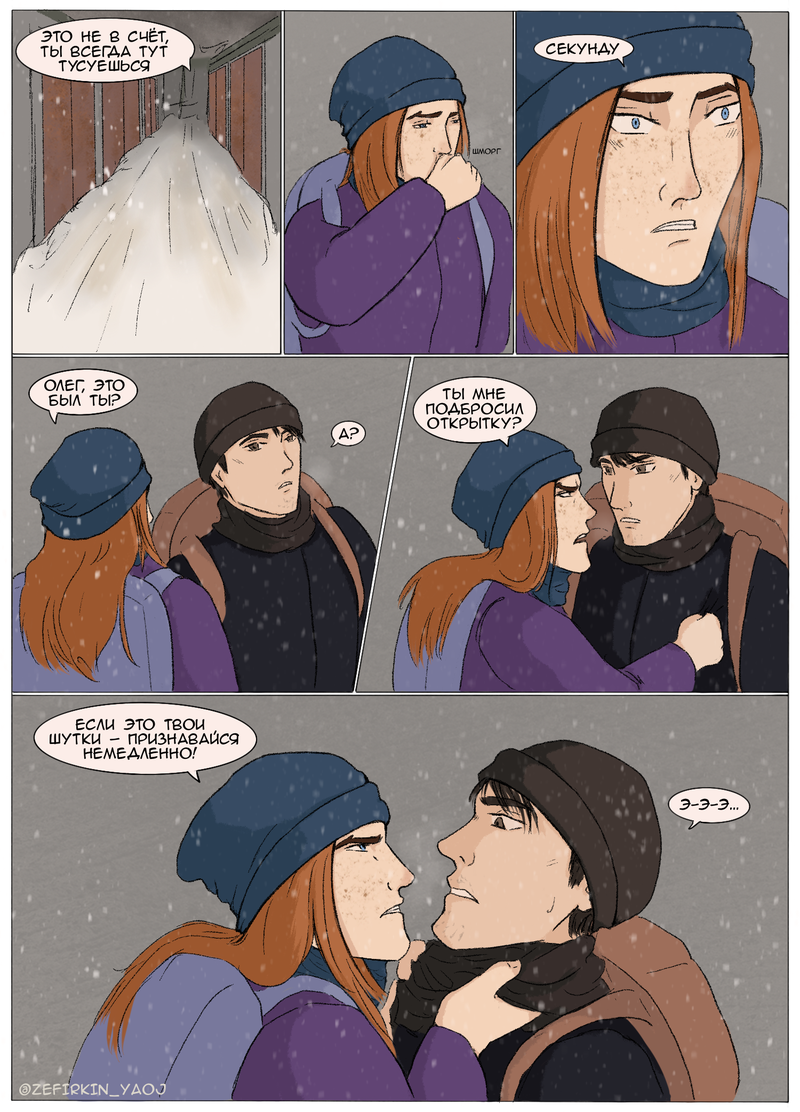 ЭТО НЕ В СЧЁТ,
ТЫ ВСЕГДА ТУТ
ТУСУЕШЬСЯ
ШМОРГ
СЕКУНДУ
ОЛЕГ, ЭТО
БЫЛ ТЫ?
А?
ТЫ МНЕ
ПОДБРОСИЛ
ОТКРЫТКУ?
ЕСЛИ ЭТО ТВОИ
ШУТКИ – ПРИЗНАВАЙСЯ
НЕМЕДЛЕННО!
Э-Э-Э...
@ZEFIRKIN_YAOJ